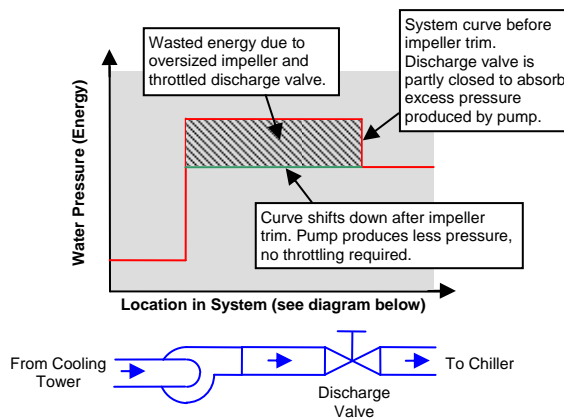 Wasted energy due to
oversized impeller and
throttled discharge valve.
System curve before
impeller trim.
Discharge valve is
partly closed to absorb
excess pressure
produced by pump.
Water Pressure (Energy)
Curve shifts down after impeller
trim. Pump produces less pressure,
no throttling required.
Location in System (see diagram below)
From Cooling
Tower
To Chiller
Discharge
Valve